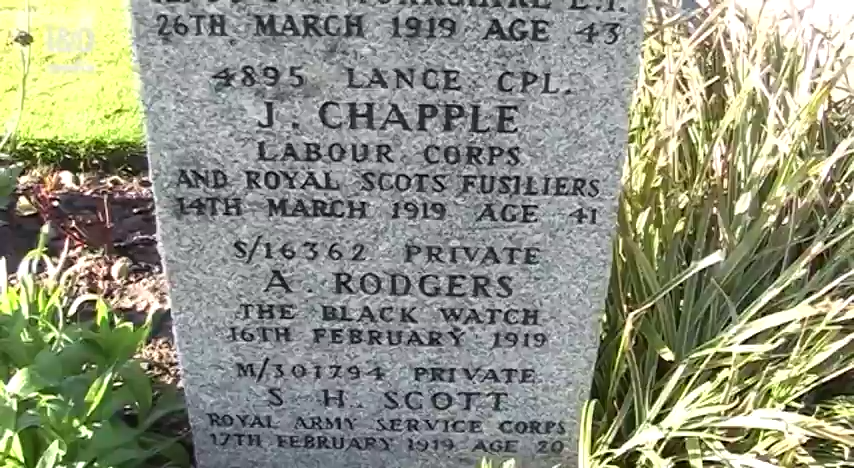 26TH MARCH 1919 AGE 43
4895 LANCE CPL.
J. CHAPPLE
LABOUR CORPS
AND ROYAL SCOTS FUSILIERS
14TH MARCH 1919 AGE 41
S/16362 PRIVATE
A. RODGERS
THE BLACK WATCH
16TH FEBRUARY 1919
M/301794 PRIVATE
S. H. SCOTT
ROYAL ARMY SERVICE CORPS
17TH FEBRUARY 1919 AGE 20